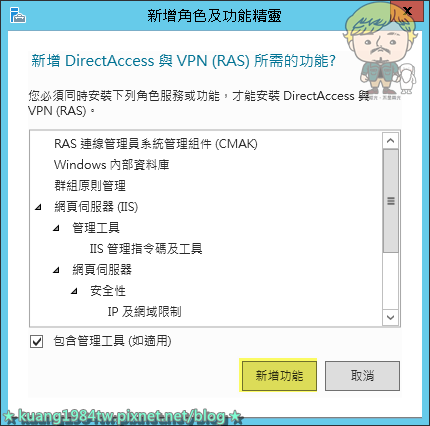 新增角色及功能精靈
X
新增 DirectAccess 與 VPN (RAS) 所需的功能?
您必須同時安裝下列角色服務或功能，才能安裝 DirectAccess 與
VPN (RAS)。
RAS 連線管理員系統管理組件 (CMAK)
Windows 內部資料庫
群組原則管理
網頁伺服器 (IIS)
管理工具
IIS 管理指令碼及工具
網頁伺服器
安全性
IP 及網域限制
包含管理工具 (如適用)
新增功能
取消
★ kuang1984tw.pixnet.net/blog ★